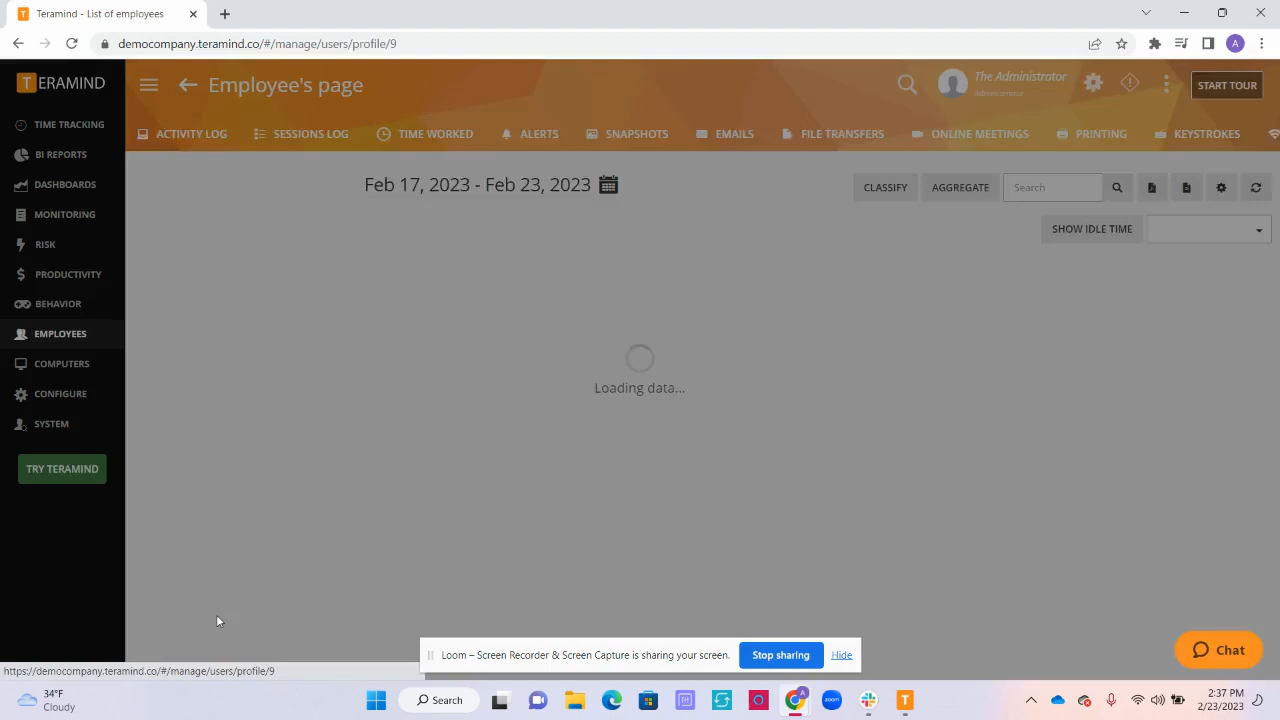 Teramind - List of employees
democompany.teramind.co/#/manage/users/profile/9
A
TERAMIND
Employee's page
The Administrator
Administrator
START TOUR
ACTIVITY LOG
SESSIONS LOG
TIME WORKED
ALERTS
SNAPSHOTS
EMAILS
FILE TRANSFERS
ONLINE MEETINGS
PRINTING
KEYSTROKES
TIME TRACKING
BI REPORTS
DASHBOARDS
MONITORING
RISK
PRODUCTIVITY
BEHAVIOR
EMPLOYEES
COMPUTERS
CONFIGURE
SYSTEM
TRY TERAMIND
Feb 17, 2023 - Feb 23, 2023
CLASSIFY
AGGREGATE
Search
SHOW IDLE TIME
Loading data...
Loom – Screen Recorder & Screen Capture is sharing your screen.
Stop sharing
Hide
Chat
https://democompany.teramind.co/#/manage/users/profile/9
34°F
Cloudy
Search
zoom
2:37 PM
2/23/2023